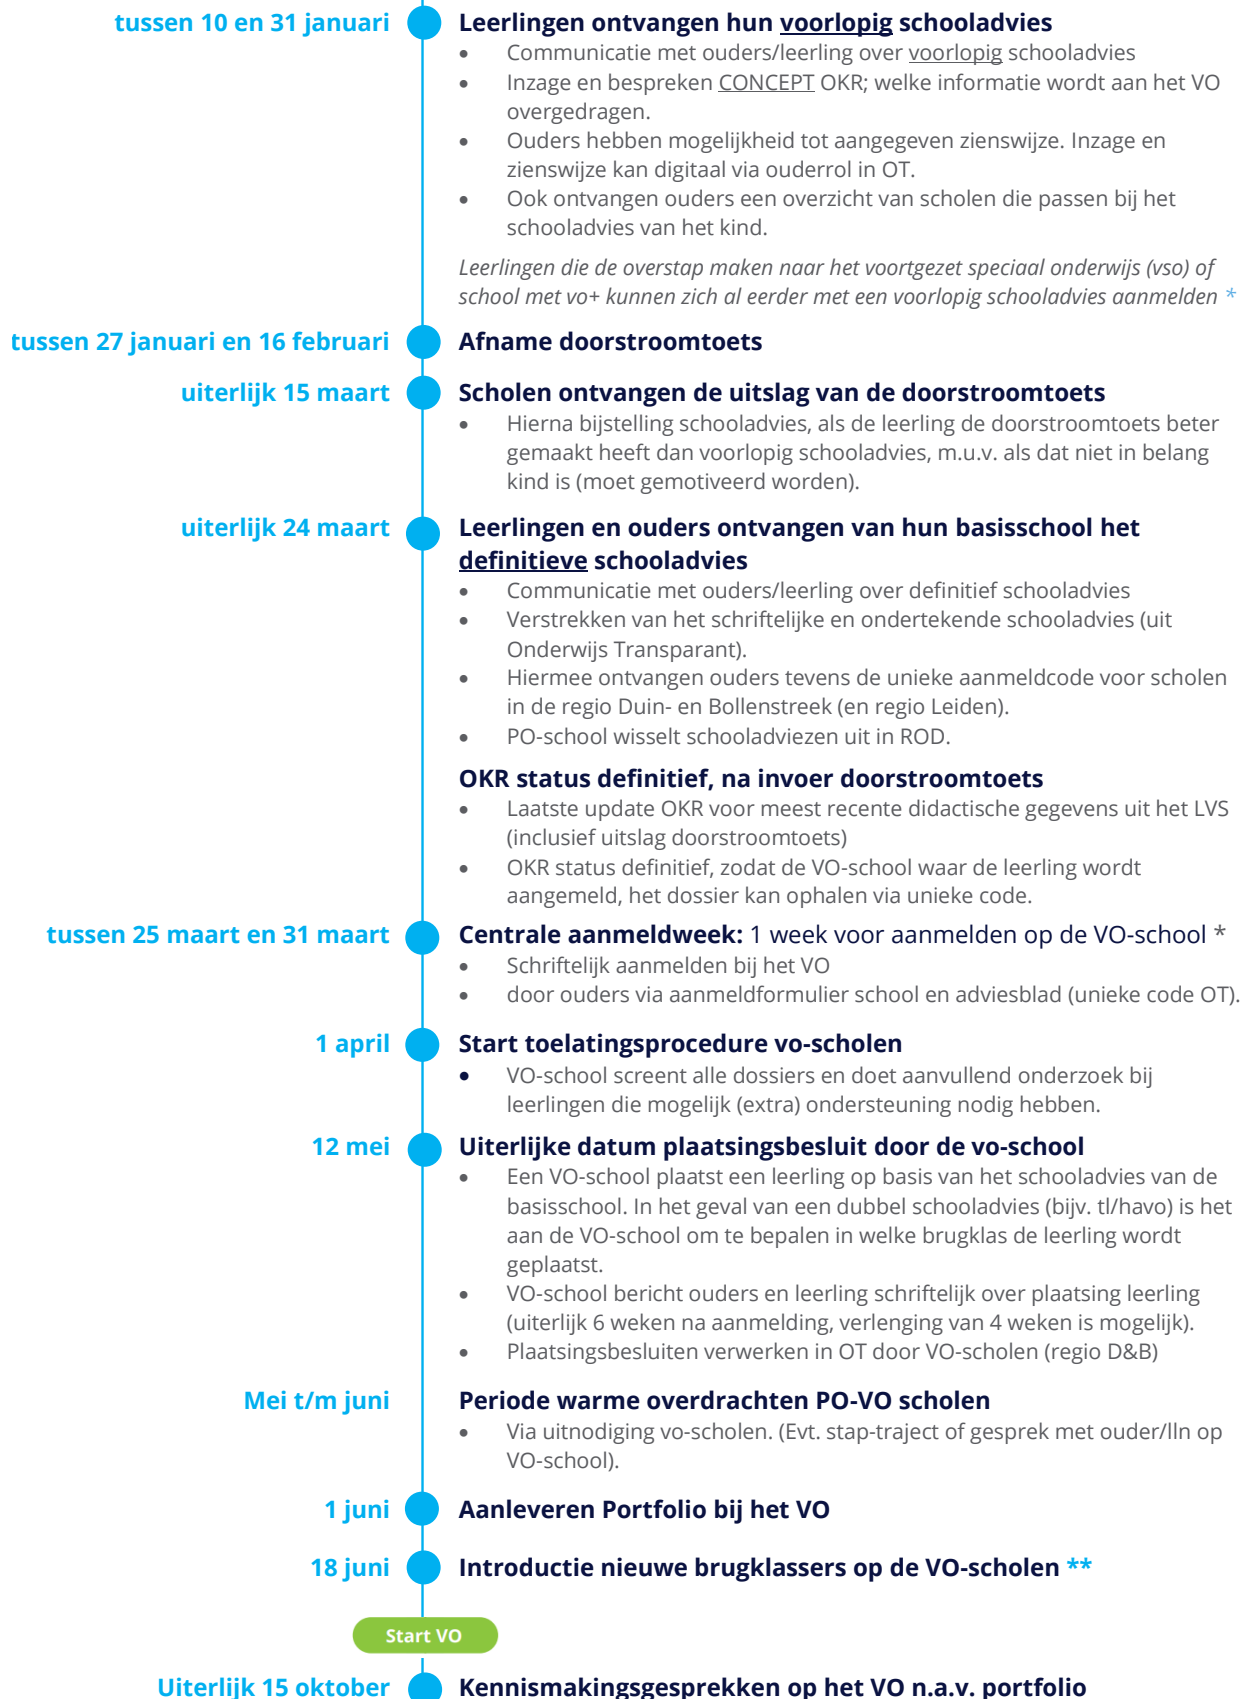 tussen 10 en 31 januari
Leerlingen ontvangen hun voorlopig schooladvies
• Communicatie met ouders/leerling over voorlopig schooladvies
• Inzage en bespreken CONCEPT OKR; welke informatie wordt aan het VO
overgedragen.
• Ouders hebben mogelijkheid tot aangegeven zienswijze. Inzage en
zienswijze kan digitaal via ouderrol in OT.
• Ook ontvangen ouders een overzicht van scholen die passen bij het
schooladvies van het kind.
Leerlingen die de overstap maken naar het voortgezet speciaal onderwijs (vso) of
school met vo+ kunnen zich al eerder met een voorlopig schooladvies aanmelden *
tussen 27 januari en 16 februari
Afname doorstroomtoets
uiterlijk 15 maart
Scholen ontvangen de uitslag van de doorstroomtoets
• Hierna bijstelling schooladvies, als de leerling de doorstroomtoets beter
gemaakt heeft dan voorlopig schooladvies, m.u.v. als dat niet in belang
kind is (moet gemotiveerd worden).
uiterlijk 24 maart
Leerlingen en ouders ontvangen van hun basisschool het
definitieve schooladvies
• Communicatie met ouders/leerling over definitief schooladvies
• Verstrekken van het schriftelijke en ondertekende schooladvies (uit
Onderwijs Transparant).
• Hiermee ontvangen ouders tevens de unieke aanmeldcode voor scholen
in de regio Duin- en Bollenstreek (en regio Leiden).
• PO-school wisselt schooladviezen uit in ROD.
OKR status definitief, na invoer doorstroomtoets
• Laatste update OKR voor meest recente didactische gegevens uit het LVS
(inclusief uitslag doorstroomtoets)
• OKR status definitief, zodat de VO-school waar de leerling wordt
aangemeld, het dossier kan ophalen via unieke code.
tussen 25 maart en 31 maart
Centrale aanmeldweek: 1 week voor aanmelden op de VO-school *
• Schriftelijk aanmelden bij het VO
• door ouders via aanmeldformulier school en adviesblad (unieke code OT).
1 april
Start toelatingsprocedure vo-scholen
• VO-school screent alle dossiers en doet aanvullend onderzoek bij
leerlingen die mogelijk (extra) ondersteuning nodig hebben.
12 mei
Uiterlijke datum plaatsingsbesluit door de vo-school
• Een VO-school plaatst een leerling op basis van het schooladvies van de
basisschool. In het geval van een dubbel schooladvies (bijv. tl/havo) is het
aan de VO-school om te bepalen in welke brugklas de leerling wordt
geplaatst.
• VO-school bericht ouders en leerling schriftelijk over plaatsing leerling
(uiterlijk 6 weken na aanmelding, verlenging van 4 weken is mogelijk).
• Plaatsingsbesluiten verwerken in OT door VO-scholen (regio D&B)
Mei t/m juni
Periode warme overdrachten PO-VO scholen
• Via uitnodiging vo-scholen. (Evt. stap-traject of gesprek met ouder/lln op
VO-school).
1 juni
Aanleveren Portfolio bij het VO
18 juni
Introductie nieuwe brugklassers op de VO-scholen **
Start VO
Uiterlijk 15 oktober
Kennismakingsgesprekken op het VO n.a.v. portfolio